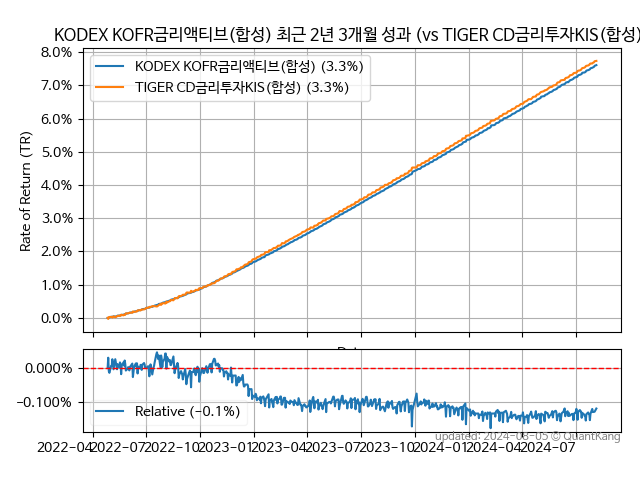 KODEX KOFR금리액티브(합성) 최근 2년 3개월 성과 (vs TIGER CD금리투자KIS(합성)
8.0%
KODEX KOFR금리액티브(합성) (3.3%)
TIGER CD금리투자KIS(합성) (3.3%)
7.0%
6.0%
5.0%
4.0%
3.0%
2.0%
1.0%
0.0%
Rate of Return (TR)
0.000%
−0.100%
Relative (−0.1%)
updated: 2024-08-05 © QuantKang
2022-04 2022-07 2022-10 2023-01 2023-04 2023-07 2023-10 2024-01 2024-04 2024-07